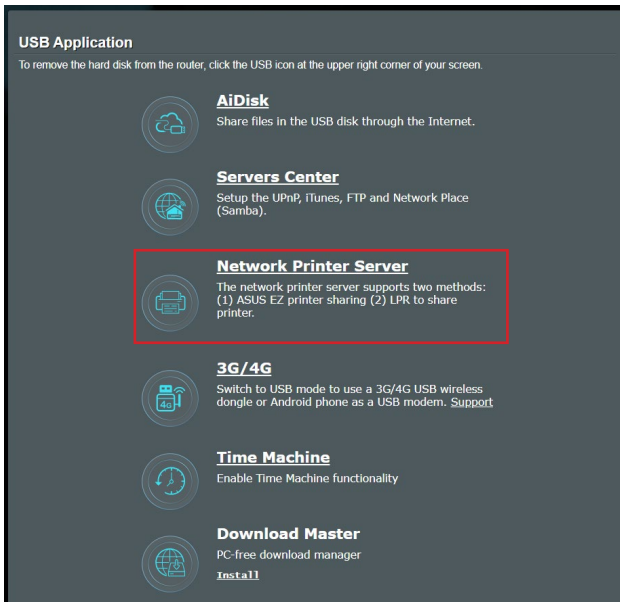 USB Application
To remove the hard disk from the router, click the USB icon at the upper right corner of your screen.
AiDisk
Share files in the USB disk through the Internet.
Servers Center
Setup the UPnP, iTunes, FTP and Network Place
(Samba).
Network Printer Server
The network printer server supports two methods:
(1) ASUS EZ printer sharing (2) LPR to share
printer.
3G/4G
4G
Switch to USB mode to use a 3G/4G USB wireless
dongle or Android phone as a USB modem. Support
Time Machine
Enable Time Machine functionality
Download Master
PC-free download manager
Install